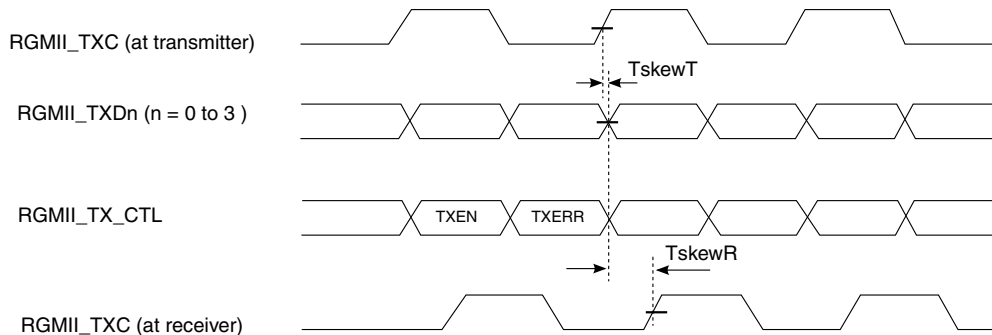 RGMII_TXC (at transmitter)
TskewT
RGMII_TXDn (n = 0 to 3 )
RGMII_TX_CTL
TXEN
TXERR
TskewR
RGMII_TXC (at receiver)